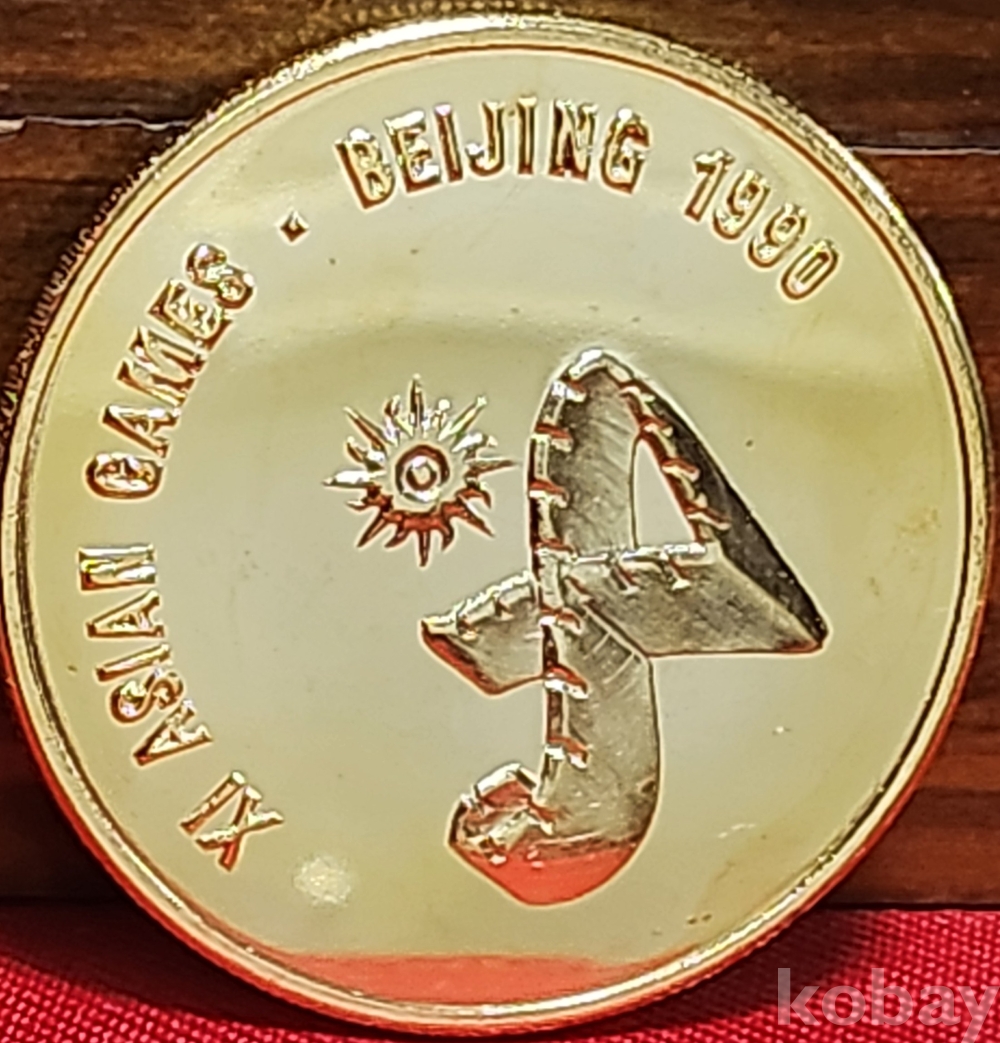 XI ASIAN GAMES · BEIJING 1990
kobay